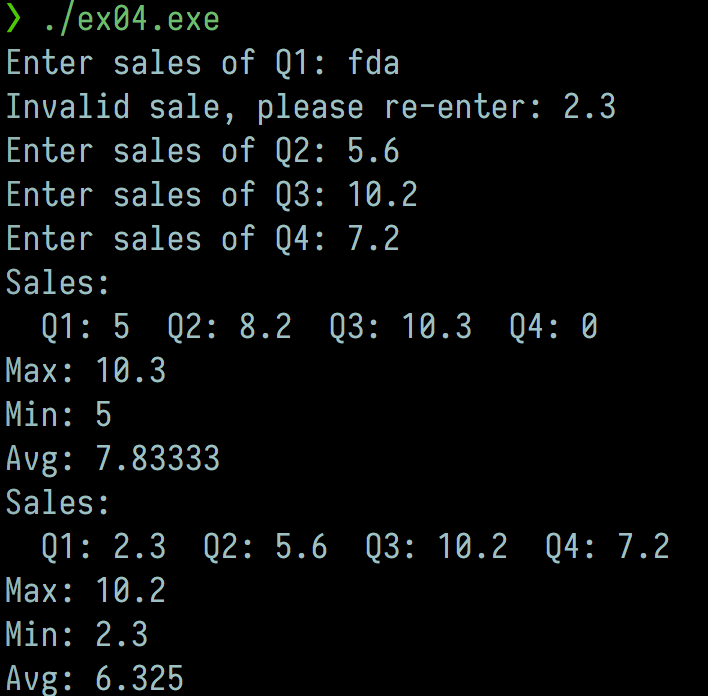 ❯ ./ex04.exe
Enter sales of Q1: fda
Invalid sale, please re-enter: 2.3
Enter sales of Q2: 5.6
Enter sales of Q3: 10.2
Enter sales of Q4: 7.2
Sales:
  Q1: 5  Q2: 8.2  Q3: 10.3  Q4: 0
Max: 10.3
Min: 5
Avg: 7.83333
Sales:
  Q1: 2.3  Q2: 5.6  Q3: 10.2  Q4: 7.2
Max: 10.2
Min: 2.3
Avg: 6.325